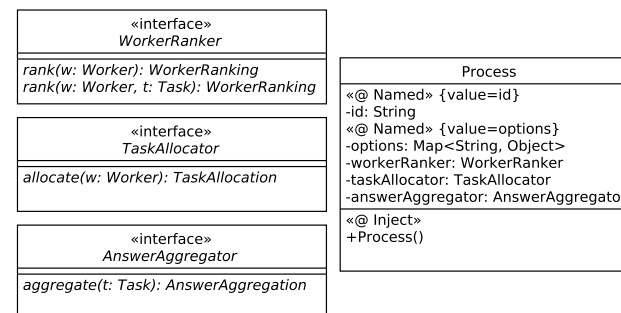 «interface»
WorkerRanker
rank(w: Worker): WorkerRanking
rank(w: Worker, t: Task): WorkerRanking
«interface»
TaskAllocator
allocate(w: Worker): TaskAllocation
«interface»
AnswerAggregator
aggregate(t: Task): AnswerAggregation
Process
«@ Named» {value=id}
-id: String
«@ Named» {value=options}
-options: Map<String, Object>
-workerRanker: WorkerRanker
-taskAllocator: TaskAllocator
-answerAggregator: AnswerAggregato
«@ Inject»
+Process()